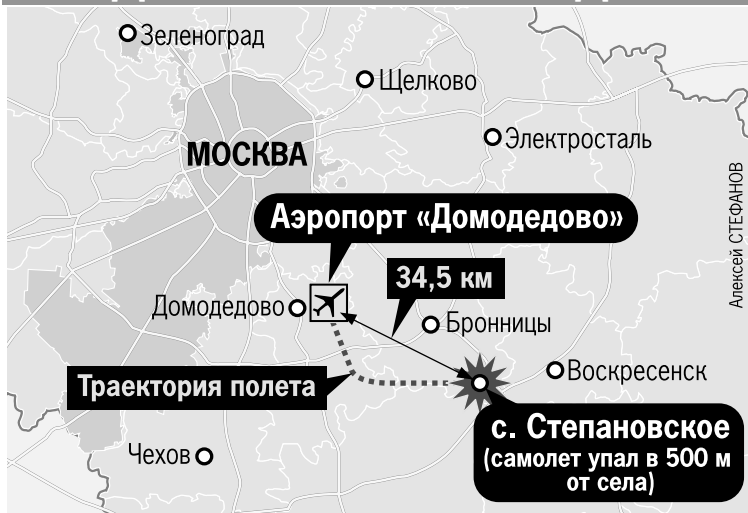 Зеленоград
Щелково
Электросталь
МОСКВА
Алексей СТЕФАНОВ
Аэропорт «Домодедово»
34,5 км
Домодедово
Бронницы
Воскресенск
Траектория полета
с. Степановское
(самолет упал в 500 м
от села)
Чехов